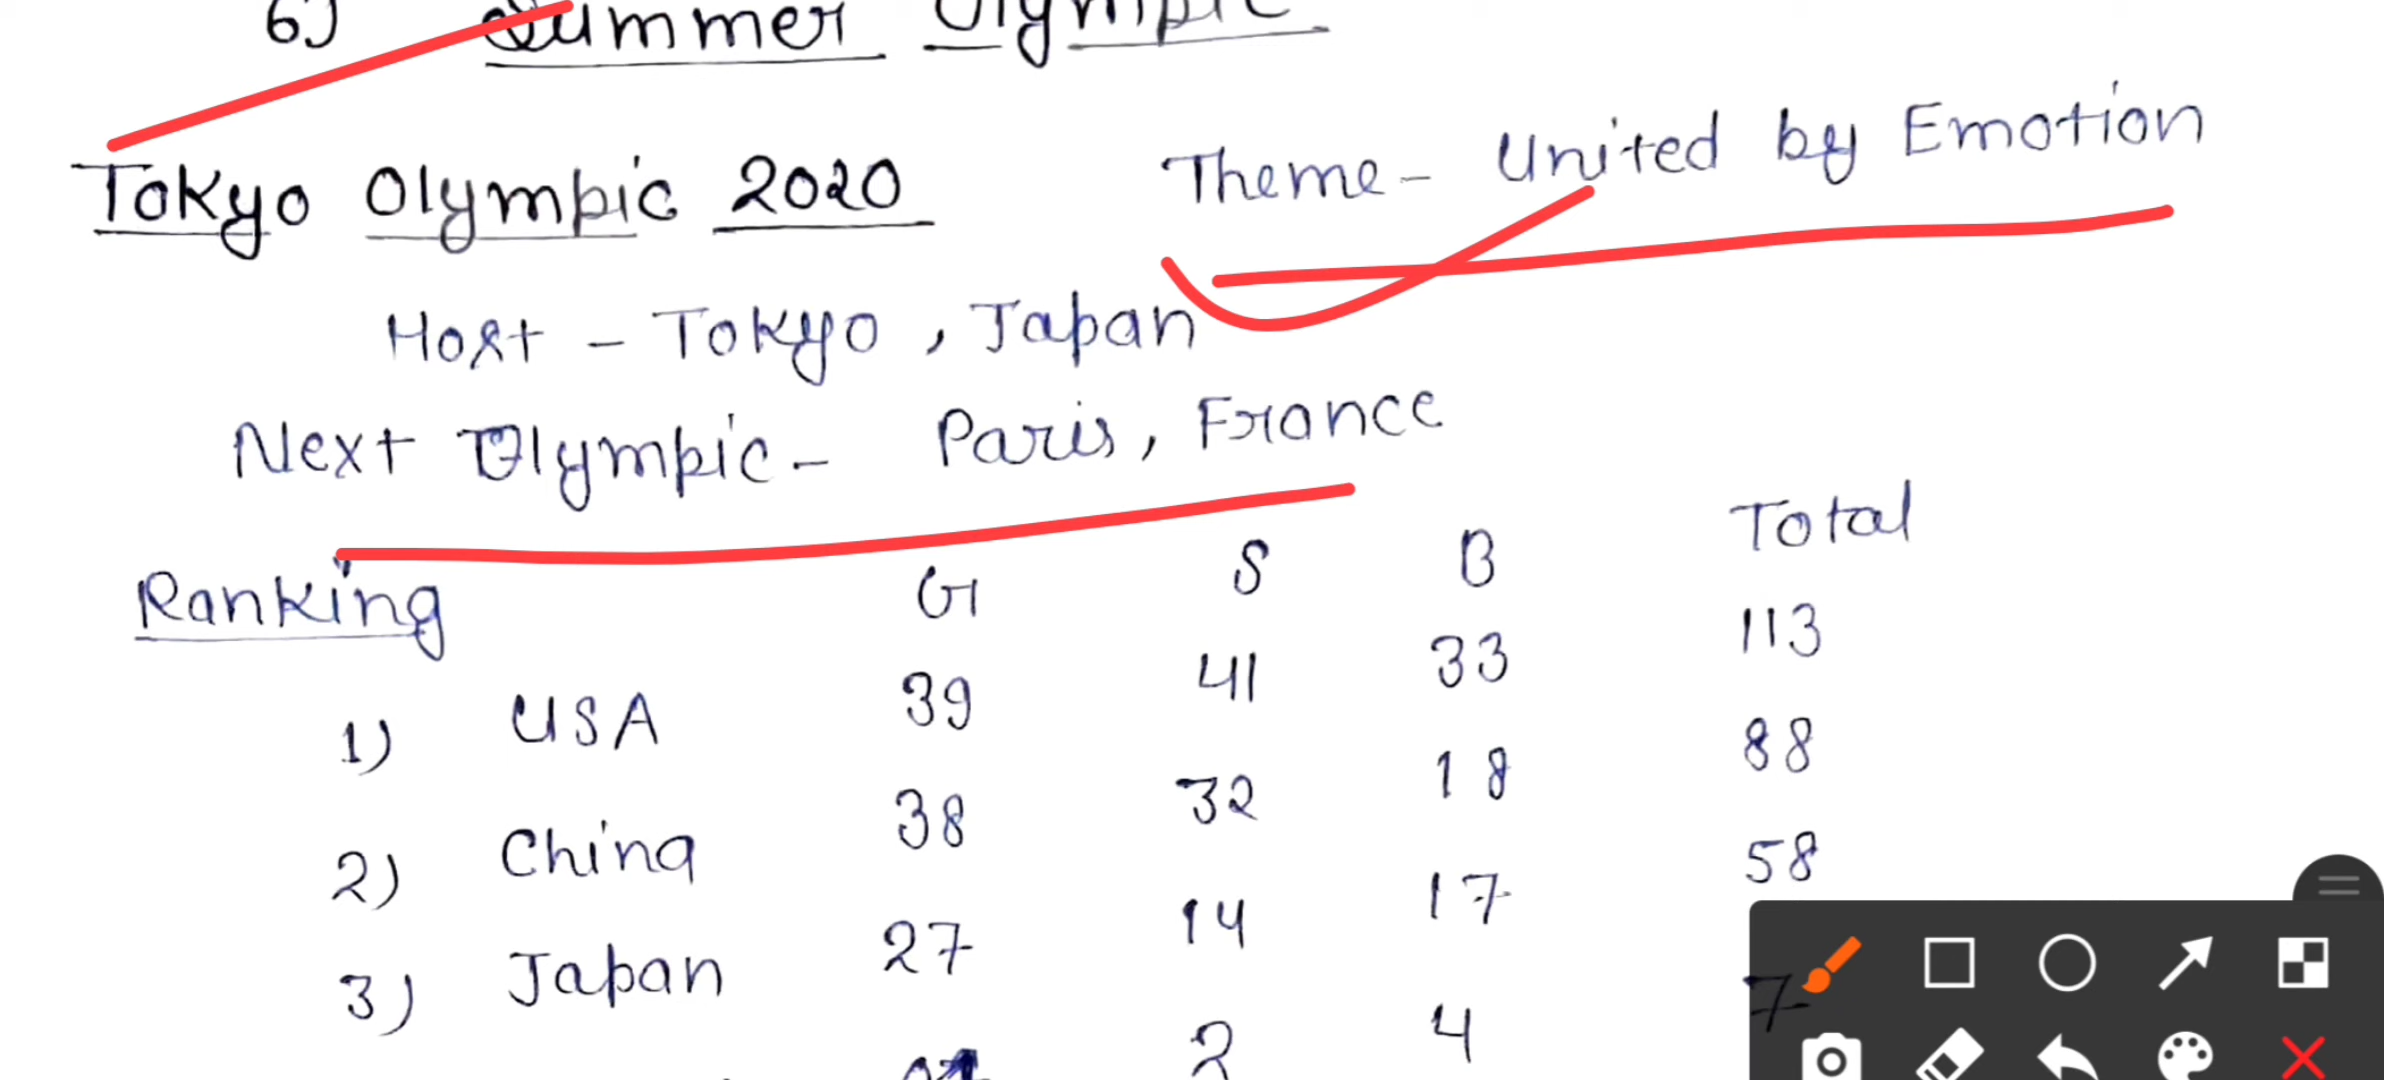 6) Summer Olympic
Tokyo Olympic 2020 Theme - United by Emotion
Host - Tokyo, Japan
Next Olympic - Paris, France
Ranking G S B Total
1) USA 39 41 33 113
2) China 38 32 18 88
3) Japan 27 14 17 58
2 4 7